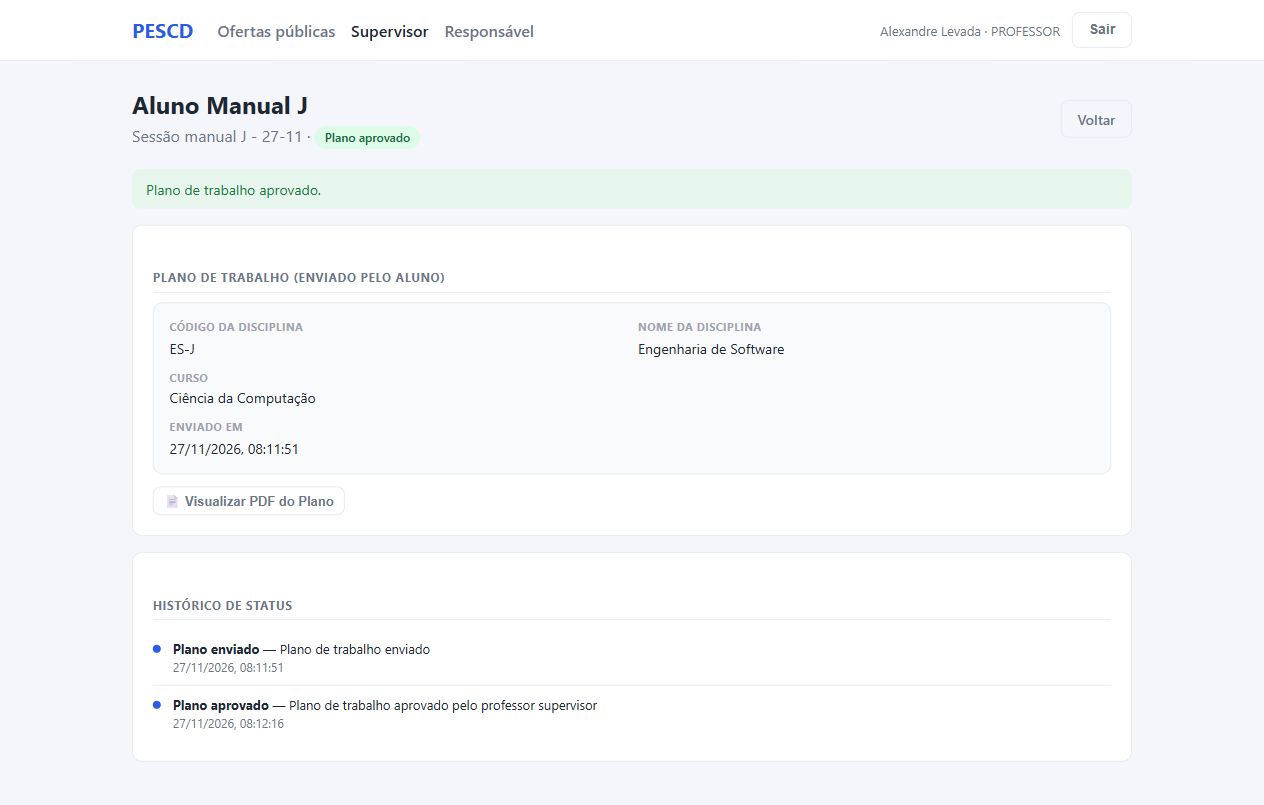 PESCD Ofertas públicas Supervisor Responsável Alexandre Levada · PROFESSOR Sair
Aluno Manual J
Sessão manual J - 27-11 · Plano aprovado
Voltar
Plano de trabalho aprovado.
PLANO DE TRABALHO (ENVIADO PELO ALUNO)
CÓDIGO DA DISCIPLINA NOME DA DISCIPLINA
ES-J Engenharia de Software
CURSO
Ciência da Computação
ENVIADO EM
27/11/2026, 08:11:51
Visualizar PDF do Plano
HISTÓRICO DE STATUS
Plano enviado — Plano de trabalho enviado
27/11/2026, 08:11:51
Plano aprovado — Plano de trabalho aprovado pelo professor supervisor
27/11/2026, 08:12:16